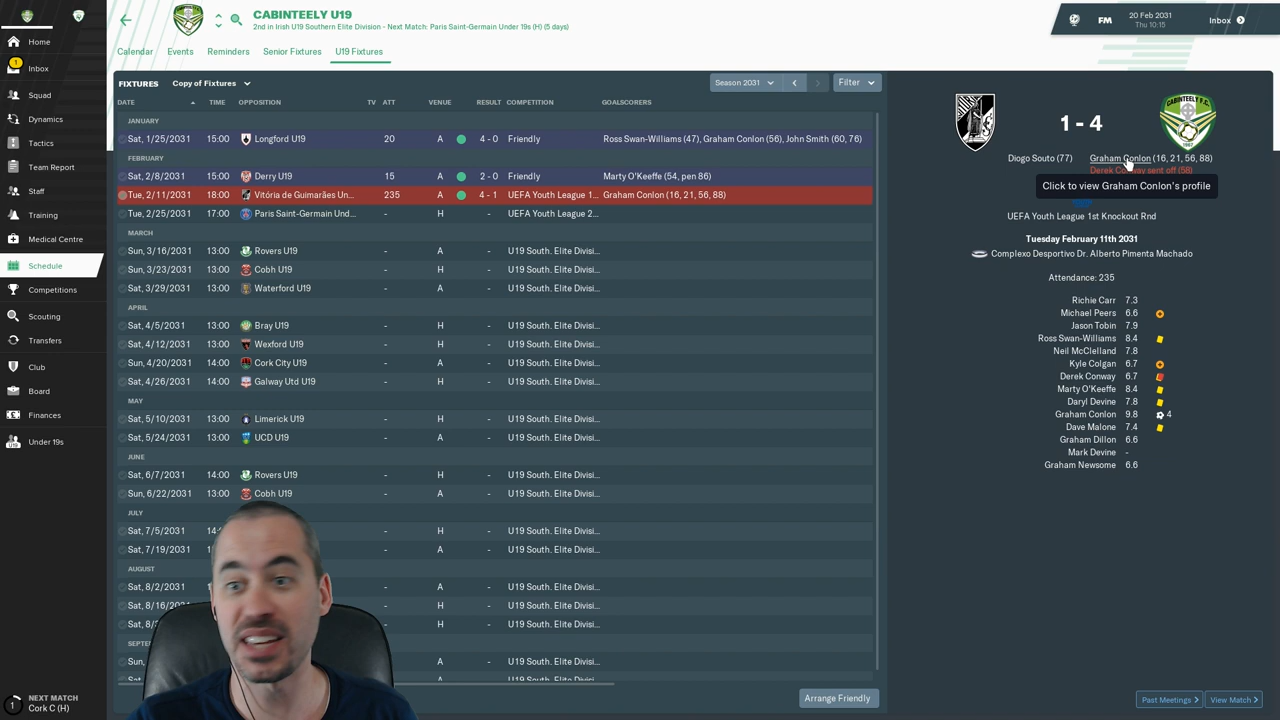 CABINTEELY U19
2nd in Irish U19 Southern Elite Division - Next Match: Paris Saint-Germain Under 19s (H) (5 days)
FM
20 Feb 2031
Thu 10:15
Inbox
Calendar
Events
Reminders
Senior Fixtures
U19 Fixtures
Home
1
Inbox
Squad
Dynamics
Tactics
Team Report
Staff
Training
Medical Centre
Schedule
Competitions
Scouting
Transfers
Club
Board
Finances
Under 19s
1
NEXT MATCH
Cork C (H)
FIXTURES
Copy of Fixtures
Season 2031
Filter
DATE TIME OPPOSITION TV ATT VENUE RESULT COMPETITION GOALSCORERS
JANUARY
Sat, 1/25/2031 15:00 Longford U19 20 A 4 - 0 Friendly Ross Swan-Williams (47), Graham Conlon (56), John Smith (60, 76)
FEBRUARY
Sat, 2/8/2031 15:00 Derry U19 15 A 2 - 0 Friendly Marty O'Keeffe (54, pen 86)
Tue, 2/11/2031 18:00 Vitória de Guimarães Un... 235 A 4 - 1 UEFA Youth League 1... Graham Conlon (16, 21, 56, 88)
Tue, 2/25/2031 17:00 Paris Saint-Germain Und... - H - UEFA Youth League 2...
MARCH
Sun, 3/16/2031 13:00 Rovers U19 - A - U19 South. Elite Divisi...
Sun, 3/23/2031 13:00 Cobh U19 - H - U19 South. Elite Divisi...
Sat, 3/29/2031 13:00 Waterford U19 - A - U19 South. Elite Divisi...
APRIL
Sat, 4/5/2031 13:00 Bray U19 - H - U19 South. Elite Divisi...
Sat, 4/12/2031 13:00 Wexford U19 - H - U19 South. Elite Divisi...
Sun, 4/20/2031 14:00 Cork City U19 - A - U19 South. Elite Divisi...
Sat, 4/26/2031 14:00 Galway Utd U19 - H - U19 South. Elite Divisi...
MAY
Sat, 5/10/2031 13:00 Limerick U19 - H - U19 South. Elite Divisi...
Sat, 5/24/2031 13:00 UCD U19 - A - U19 South. Elite Divisi...
JUNE
Sat, 6/7/2031 14:00 Rovers U19 - H - U19 South. Elite Divisi...
Sun, 6/22/2031 13:00 Cobh U19 - A - U19 South. Elite Divisi...
JULY
Sat, 7/5/2031 14: - H - U19 South. Elite Divisi...
Sat, 7/19/2031 - A - U19 South. Elite Divisi...
AUGUST
Sat, 8/2/2031 - A - U19 South. Elite Divisi...
Sat, 8/16/20 - H - U19 South. Elite Divisi...
Sat, 8/ - H - U19 South. Elite Divisi...
Sun, A - U19 South. Elite Divisi...
Arrange Friendly
1 - 4
Diogo Souto (77)
Graham Conlon (16, 21, 56, 88)
Derek Conway sent off (58)
Click to view Graham Conlon's profile
UEFA Youth League 1st Knockout Rnd
Tuesday February 11th 2031
Complexo Desportivo Dr. Alberto Pimenta Machado
Attendance: 235
Richie Carr 7.3
Michael Peers 6.6
Jason Tobin 7.9
Ross Swan-Williams 8.4
Neil McClelland 7.8
Kyle Colgan 6.7
Derek Conway 6.7
Marty O'Keeffe 8.4
Daryl Devine 7.8
Graham Conlon 9.8 4
Dave Malone 7.4
Graham Dillon 6.6
Mark Devine -
Graham Newsome 6.6
Past Meetings
View Match